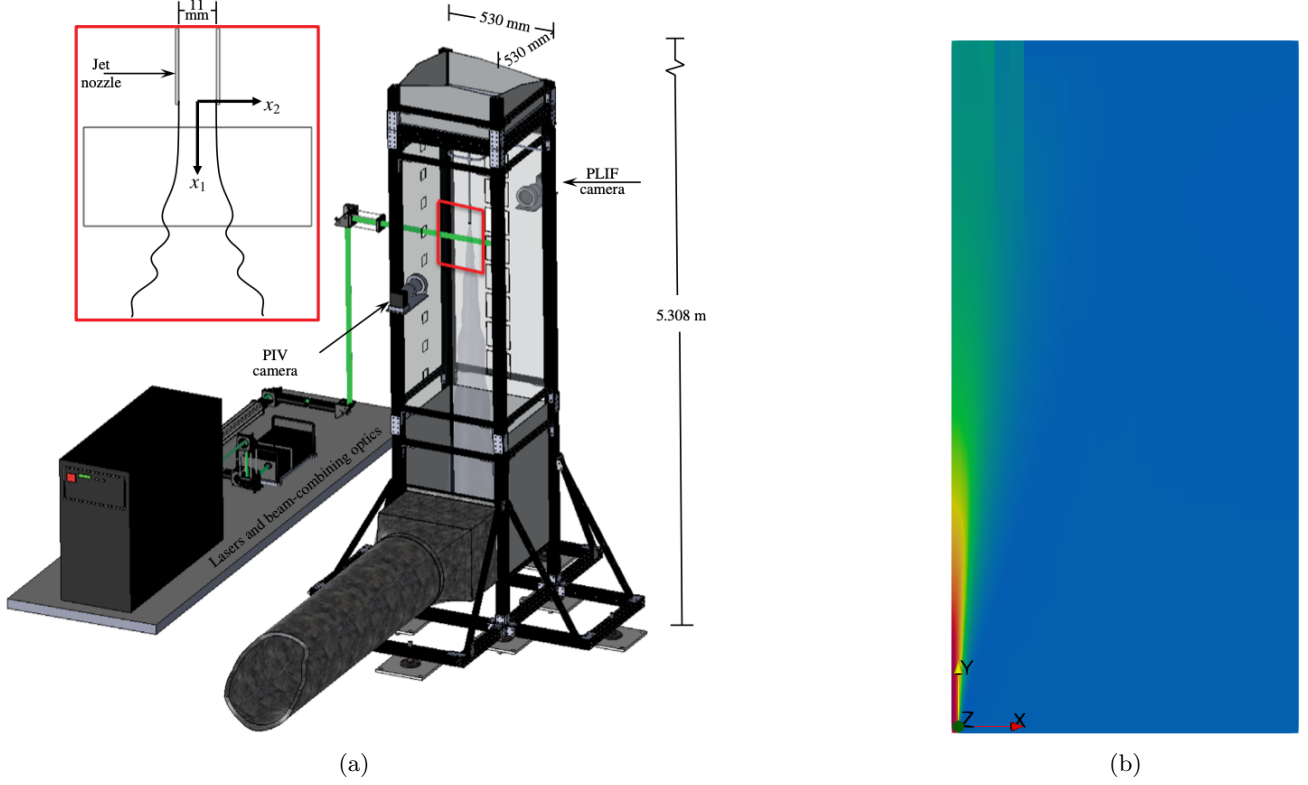 11
mm
Jet
nozzle
x2
x1
530 mm
530 mm
PLIF
camera
5.308 m
PIV
camera
Lasers and beam-combining optics
Y
Z
X
(a)
(b)